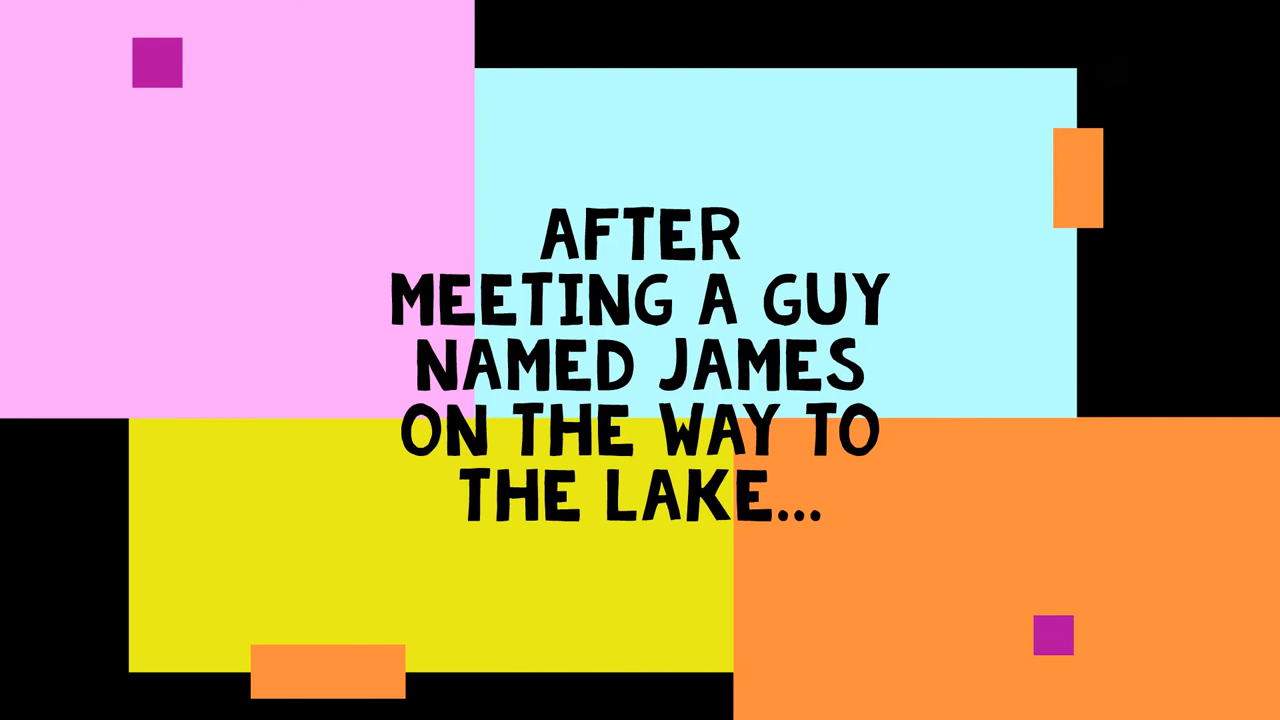 AFTER
MEETING A GUY
NAMED JAMES
ON THE WAY TO
THE LAKE...